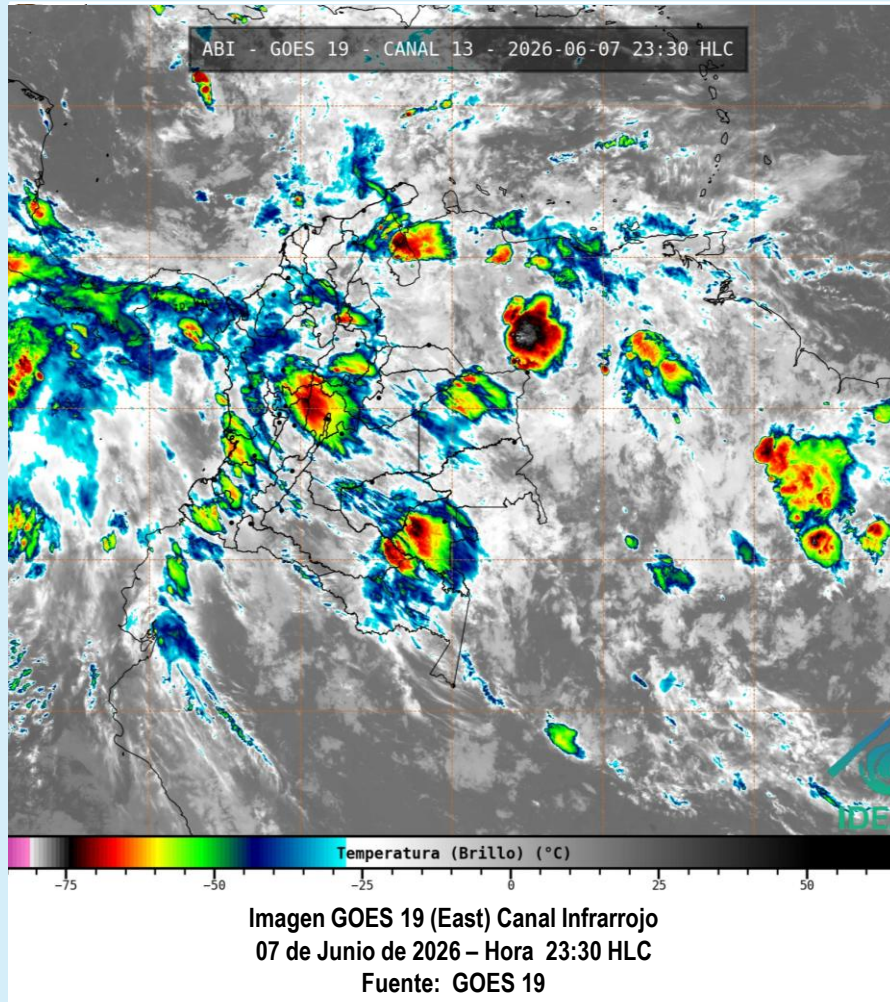 ABI - GOES 19 - CANAL 13 - 2026-06-07 23:30 HLC
IDE
Temperatura (Brillo) (°C)
−75 −50 −25 0 25 50
Imagen GOES 19 (East) Canal Infrarrojo
07 de Junio de 2026 – Hora 23:30 HLC
Fuente: GOES 19